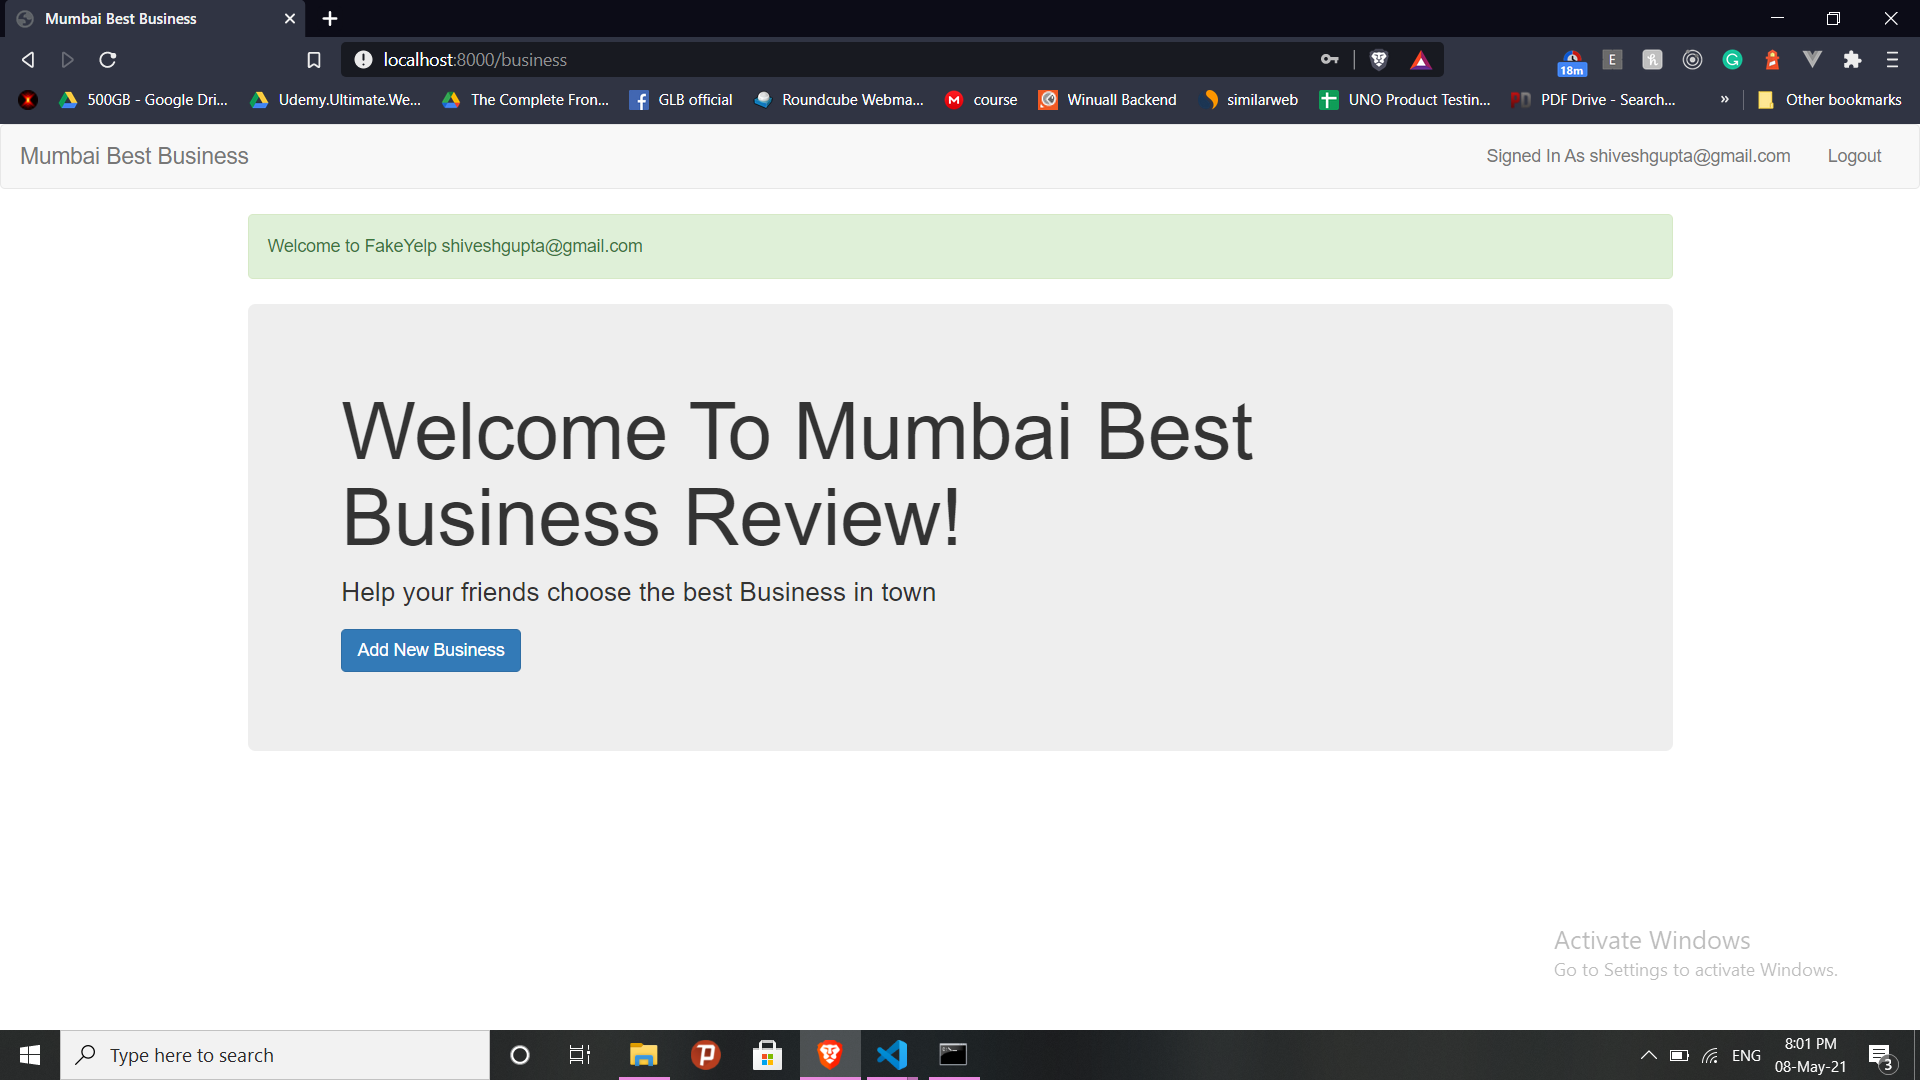 Mumbai Best Business
localhost:8000/business
18m
E
500GB - Google Dri...
Udemy.Ultimate.We...
The Complete Fron...
GLB official
Roundcube Webma...
course
Winuall Backend
similarweb
UNO Product Testin...
PDF Drive - Search...
»
Other bookmarks
Mumbai Best Business
Signed In As shiveshgupta@gmail.com
Logout
Welcome to FakeYelp shiveshgupta@gmail.com
Welcome To Mumbai Best
Business Review!
Help your friends choose the best Business in town
Add New Business
Activate Windows
Go to Settings to activate Windows.
Type here to search
ENG
8:01 PM
08-May-21
3